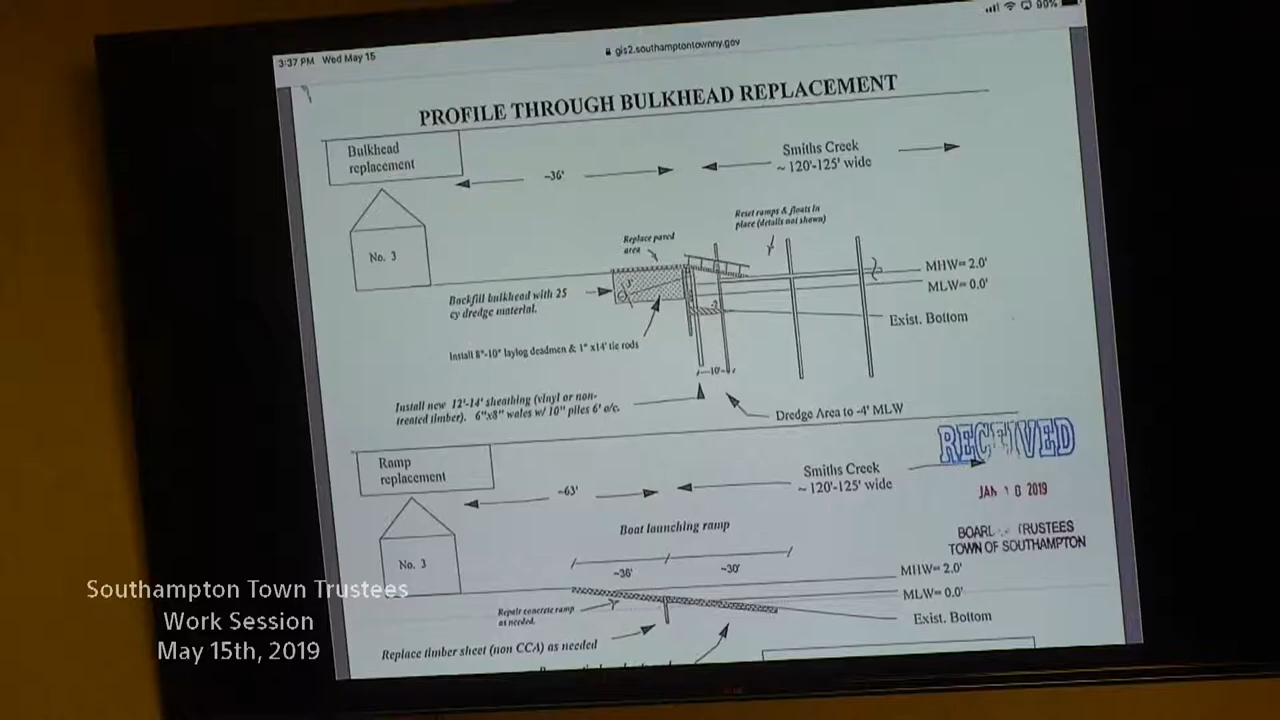 3:37 PM Wed May 15
gis2.southamptontownny.gov
99%
PROFILE THROUGH BULKHEAD REPLACEMENT
Bulkhead
replacement
~36'
Smiths Creek
~ 120'-125' wide
No. 3
Replace paved
area
Reset ramps & floats in
place (details not shown)
MHW= 2.0'
MLW= 0.0'
Exist. Bottom
Backfill bulkhead with 25
cy dredge material.
3'
Install 8"-10" laylog deadmen & 1" x14' tie rods
10'
Install new 12'-14' sheathing (vinyl or non-
treated timber). 6"x8" wales w/ 10" piles 6' o/c.
Dredge Area to -4' MLW
RECEIVED
JAN 10 2019
TRUSTEES
TOWN OF SOUTHAMPTON
Ramp
replacement
~63'
Smiths Creek
~ 120'-125' wide
No. 3
Boat launching ramp
~36'
~30'
MHW= 2.0'
MLW= 0.0'
Exist. Bottom
Repair concrete ramp
as needed.
Replace timber sheet (non CCA) as needed
Southampton Town Trustees
Work Session
May 15th, 2019